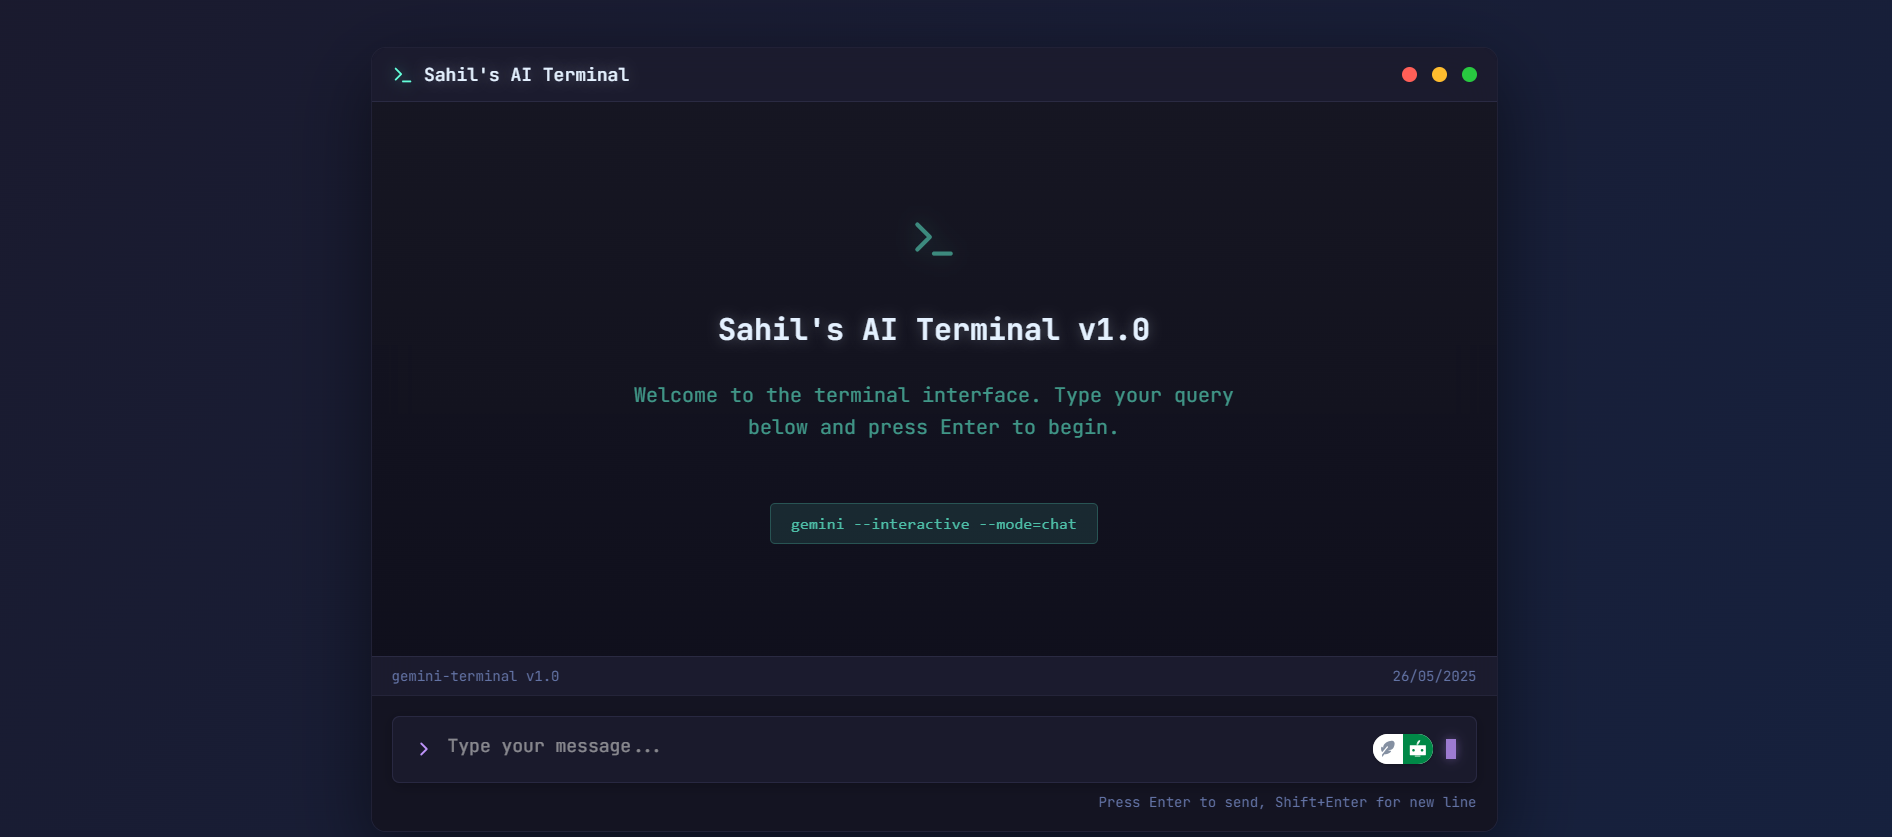 Sahil's AI Terminal
Sahil's AI Terminal v1.0
Welcome to the terminal interface. Type your query
below and press Enter to begin.
gemini --interactive --mode=chat
gemini-terminal v1.0
26/05/2025
Type your message...
Press Enter to send, Shift+Enter for new line